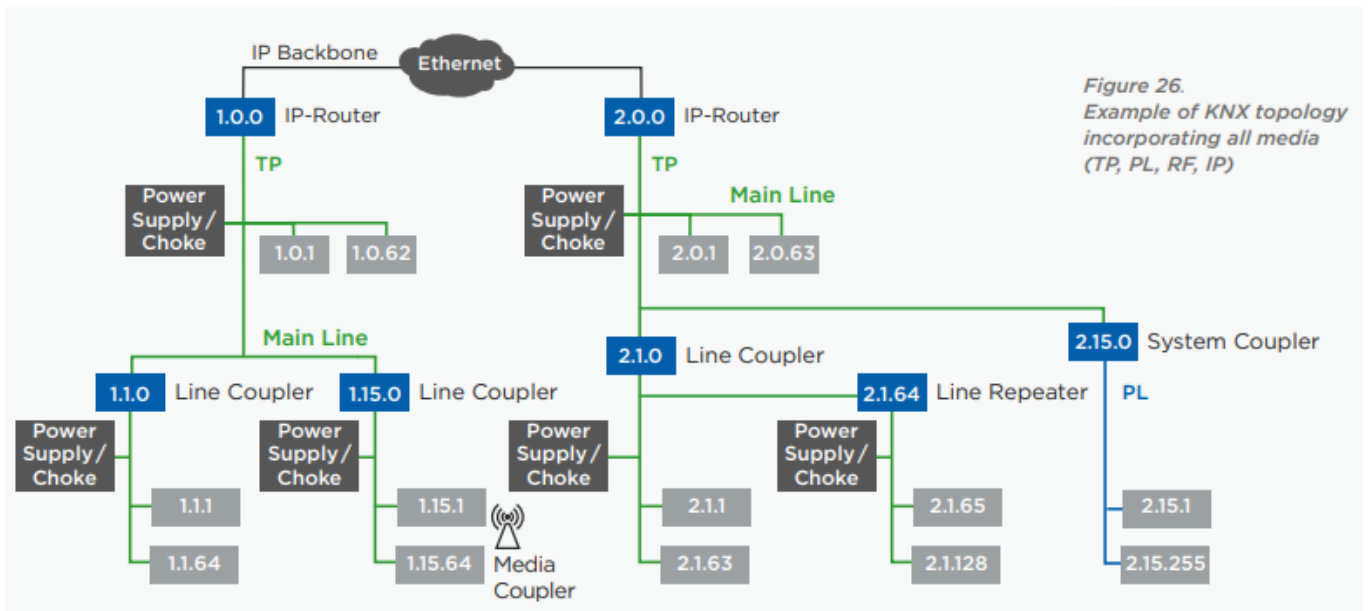 IP Backbone
Ethernet
Figure 26.
Example of KNX topology
incorporating all media
(TP, PL, RF, IP)
1.0.0 IP-Router
2.0.0 IP-Router
TP
TP
Power
Supply/
Choke
Power
Supply/
Choke
Main Line
1.0.1 1.0.62
2.0.1 2.0.63
Main Line
2.1.0 Line Coupler
2.15.0 System Coupler
1.1.0 Line Coupler
1.15.0 Line Coupler
2.1.64 Line Repeater
PL
Power
Supply/
Choke
Power
Supply/
Choke
Power
Supply/
Choke
Power
Supply/
Choke
1.1.1
1.15.1
2.1.1
2.1.65
2.15.1
1.1.64
1.15.64
Media
Coupler
2.1.63
2.1.128
2.15.255